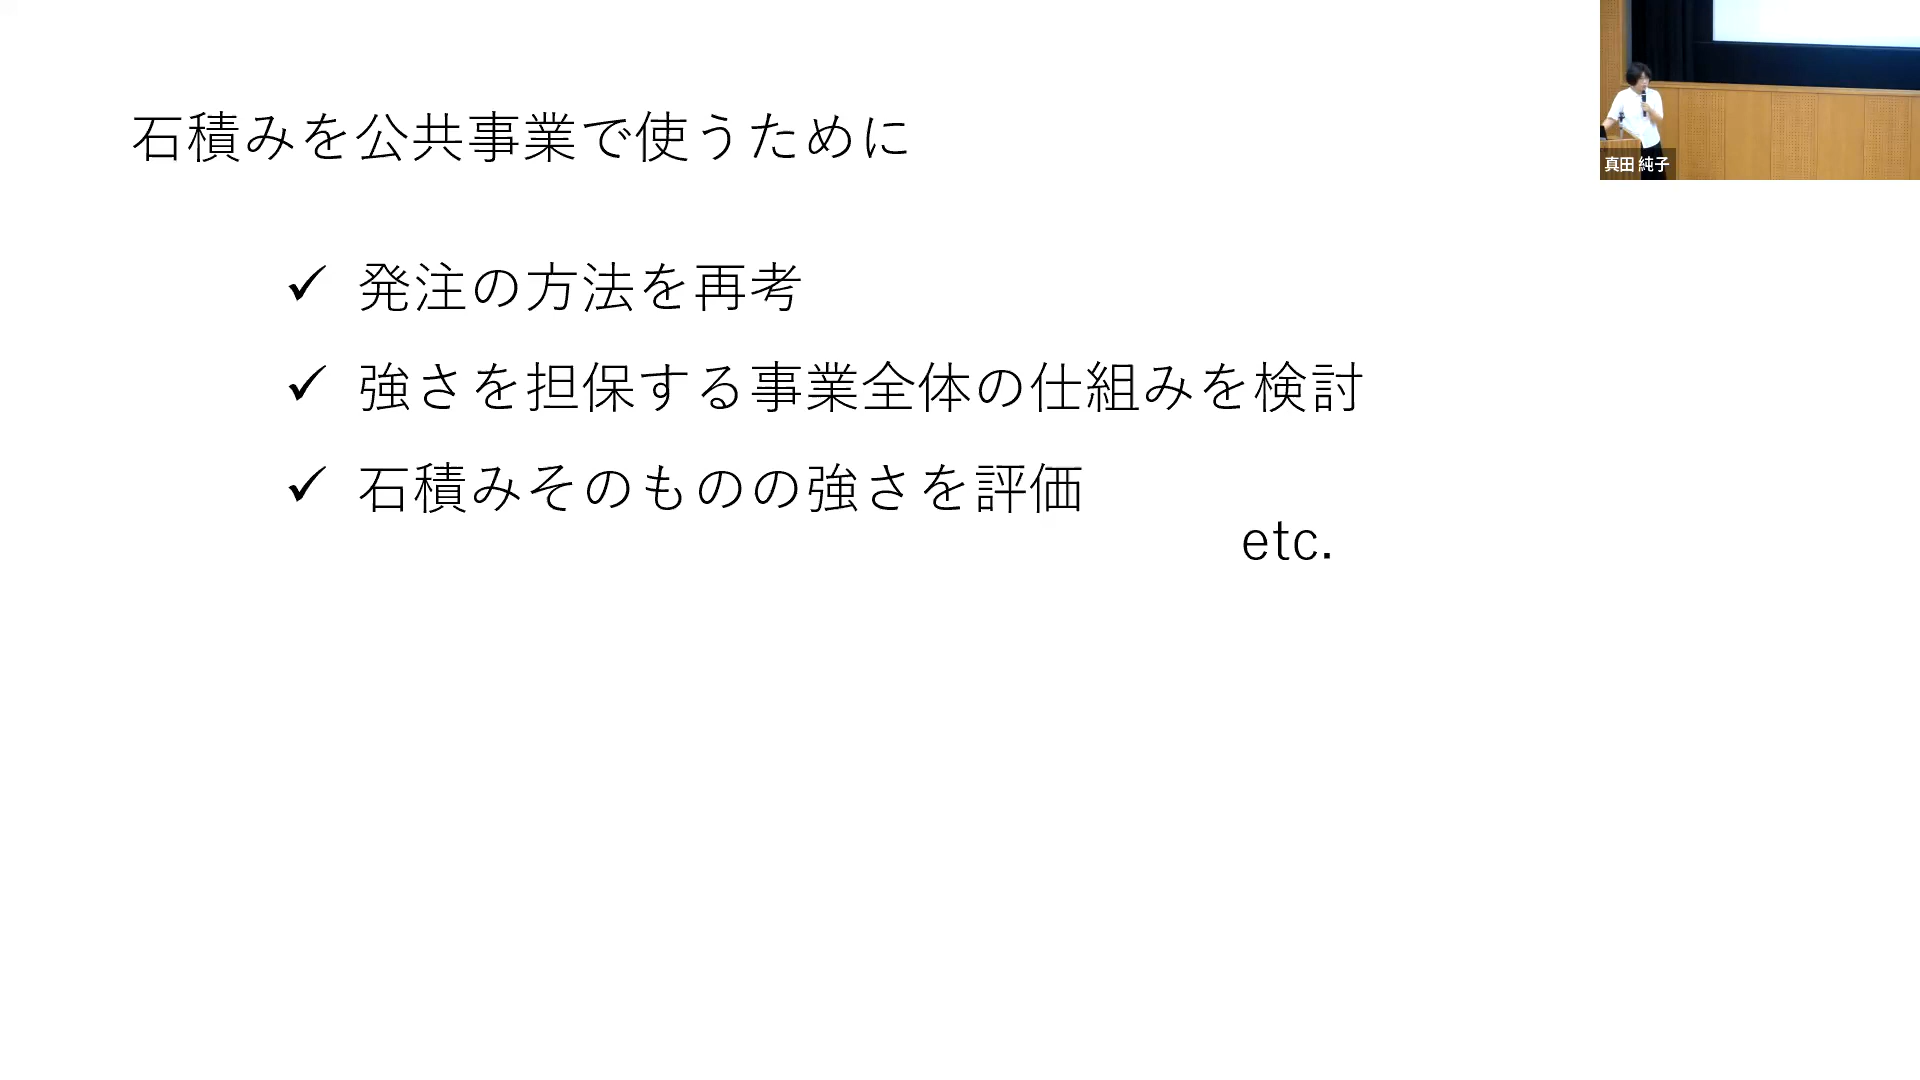 石積みを公共事業で使うために
✓ 発注の方法を再考
✓ 強さを担保する事業全体の仕組みを検討
✓ 石積みそのものの強さを評価
etc.
真田 純子